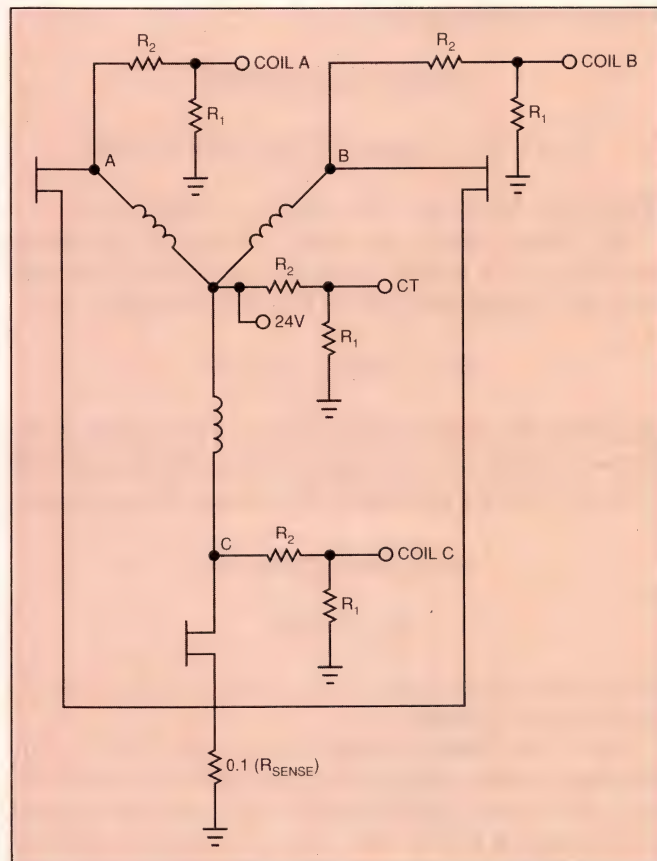 R2
COIL A
R2
COIL B
R1
R1
A
B
R2
CT
24V
R1
C
R2
COIL C
R1
0.1 (RSENSE)